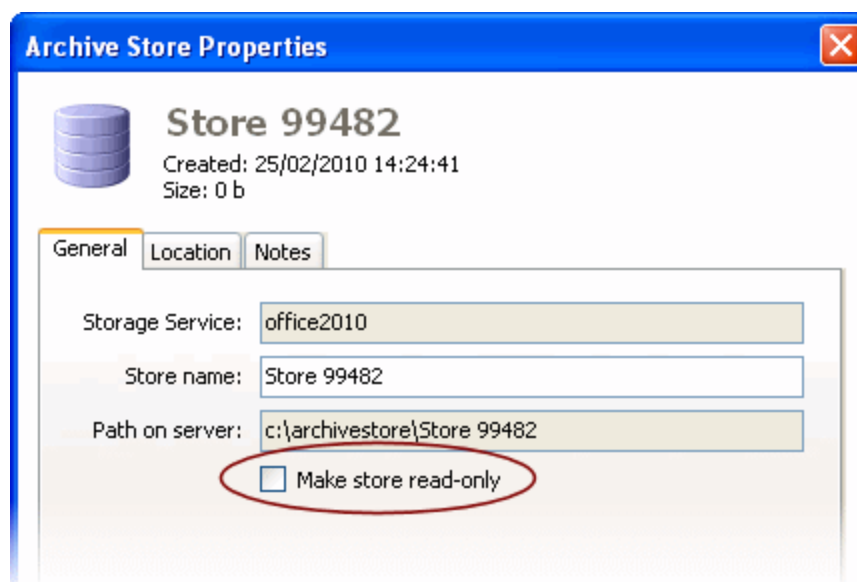 Archive Store Properties
Store 99482
Created: 25/02/2010 14:24:41
Size: 0 b
General Location Notes
Storage Service: office2010
Store name: Store 99482
Path on server: c:\archivestore\Store 99482
Make store read-only